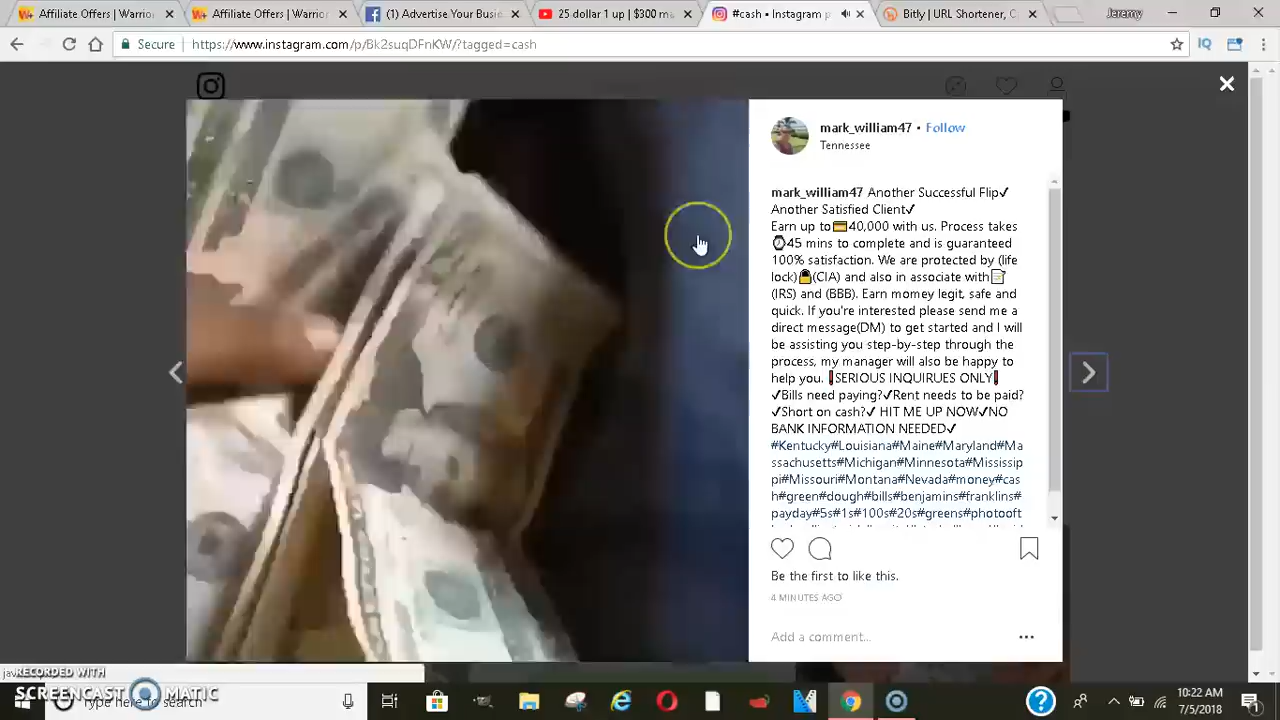 Affiliate Offers | Warrior
Affiliate Offers | Warrior
(1) Advertise Your Busi
25 dollar 1 up | $300 m
#cash • Instagram p
Bitly | URL Shortener, C
Jeremy
Secure
https://www.instagram.com/p/Bk2suqDFnKW/?tagged=cash
mark_william47 • Follow
Tennessee
mark_william47 Another Successful Flip✓
Another Satisfied Client✓
Earn up to💳40,000 with us. Process takes
⌚45 mins to complete and is guaranteed
100% satisfaction. We are protected by (life
lock)🔒(CIA) and also in associate with📝
(IRS) and (BBB). Earn momey legit, safe and
quick. If you're interested please send me a
direct message(DM) to get started and I will
be assisting you step-by-step through the
process, my manager will also be happy to
help you. ❗SERIOUS INQUIRUES ONLY❗
✓Bills need paying?✓Rent needs to be paid?
✓Short on cash?✓ HIT ME UP NOW✓NO
BANK INFORMATION NEEDED✓
#Kentucky#Louisiana#Maine#Maryland#Ma
ssachusetts#Michigan#Minnesota#Mississip
pi#Missouri#Montana#Nevada#money#cas
h#green#dough#bills#benjamins#franklins#
payday#5s#1s#100s#20s#greens#photooft
Be the first to like this.
4 MINUTES AGO
Add a comment...
RECORDED WITH
SCREENCAST MATIC
Type here to search
10:22 AM
7/5/2018